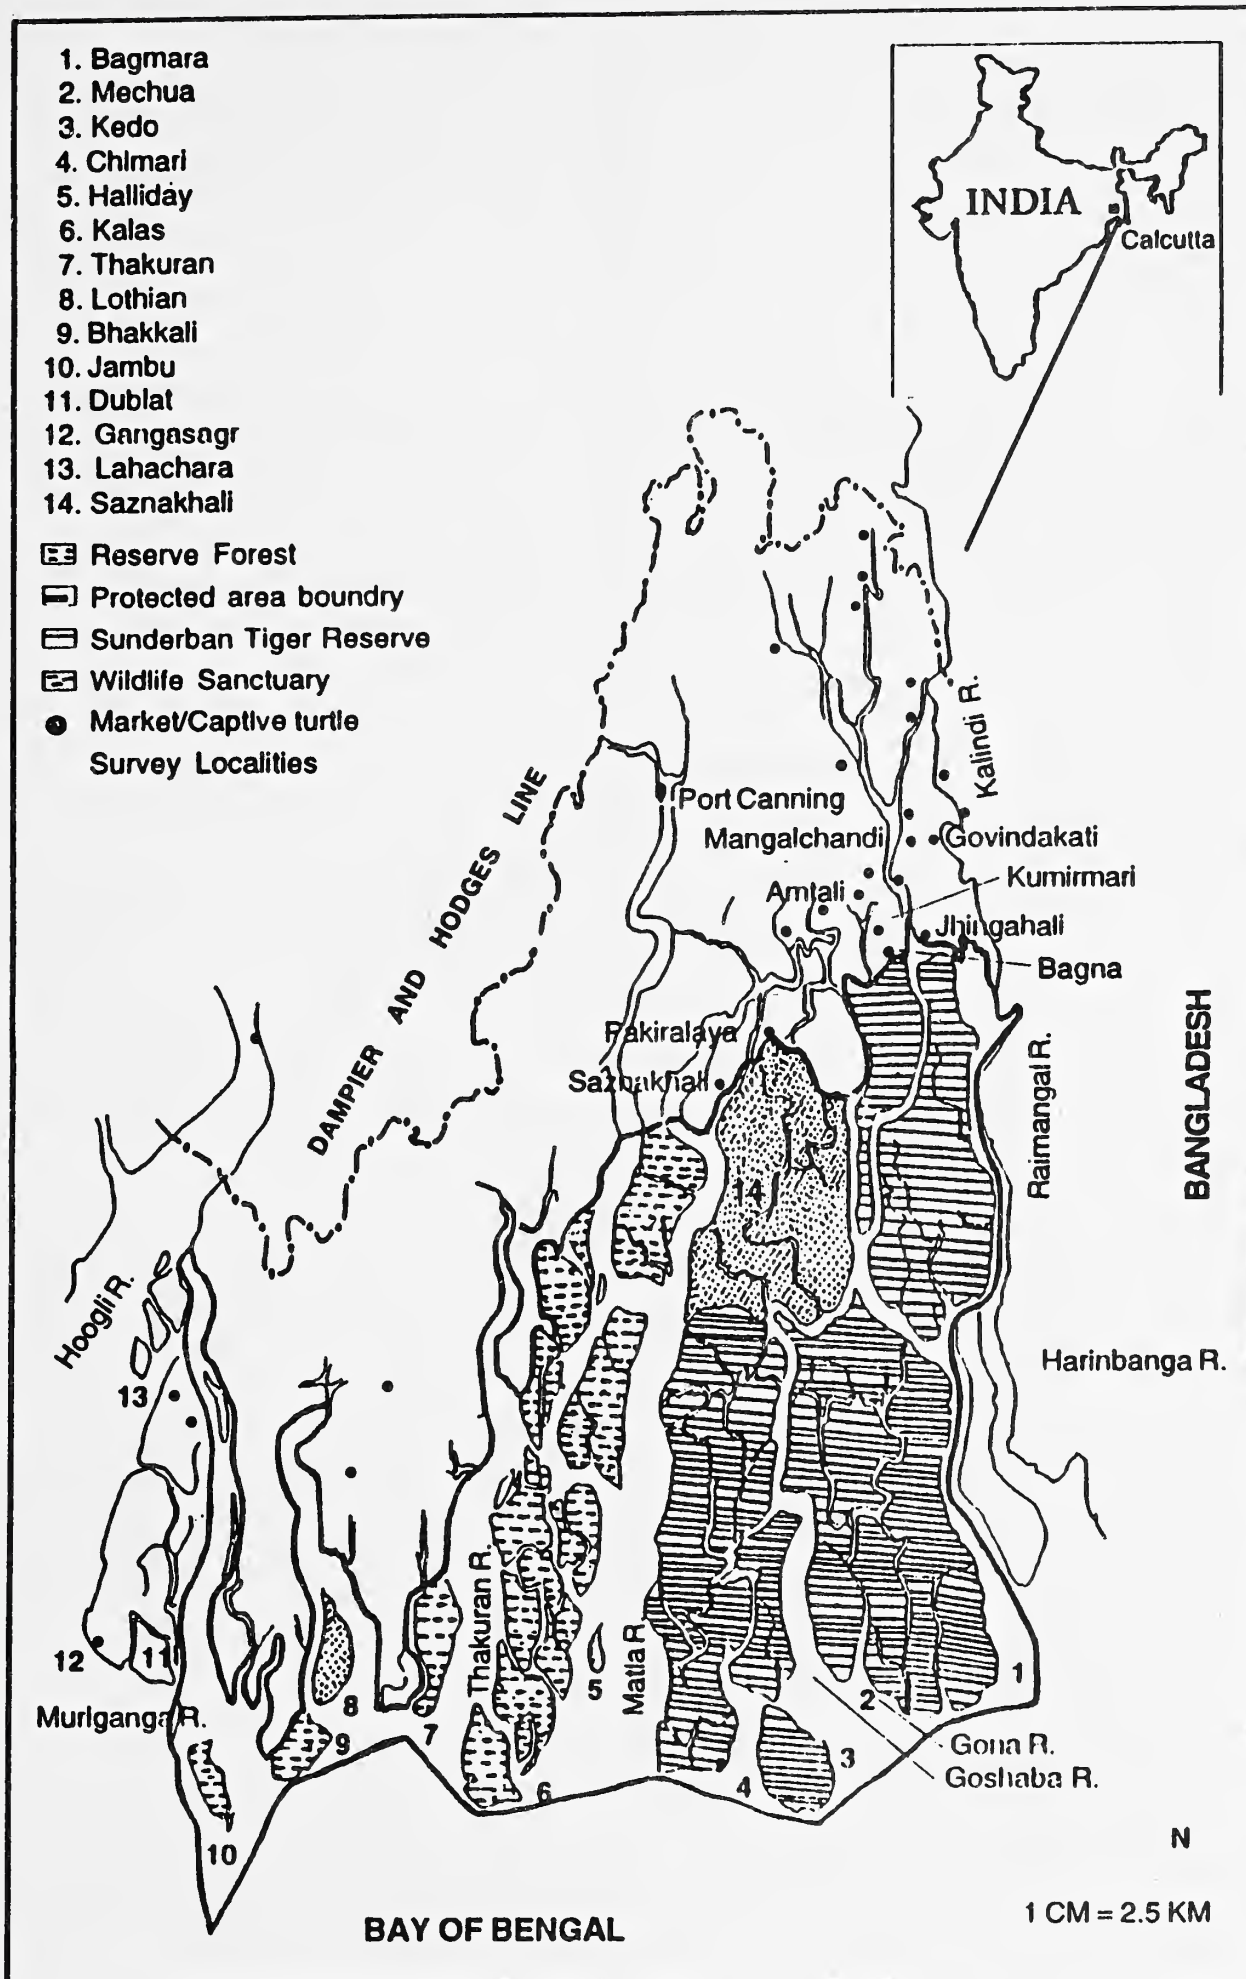 1. Bagmara
2. Mechua
3. Kedo
4. Chimari
5. Halliday
6. Kalas
7. Thakuran
8. Lothian
9. Bhakkali
10. Jambu
11. Dublat
12. Gangasagr
13. Lahachara
14. Saznakhali
Reserve Forest
Protected area boundry
Sunderban Tiger Reserve
Wildlife Sanctuary
Market/Captive turtle
Survey Localities
INDIA
Calcutta
Kalindi R.
Port Canning
Mangalchandi
Govindakati
Kumirmari
Amtali
Jhingahali
Bagna
DAMPIER AND HODGES LINE
Pakiralaya
Saznakhali
Raimangal R.
BANGLADESH
14
Hoogli R.
Harinbanga R.
13
Thakuran R.
Matla R.
12
11
5
1
2
8
Muriganga R.
7
9
3
Gona R.
Goshaba R.
4
6
10
N
1 CM = 2.5 KM
BAY OF BENGAL